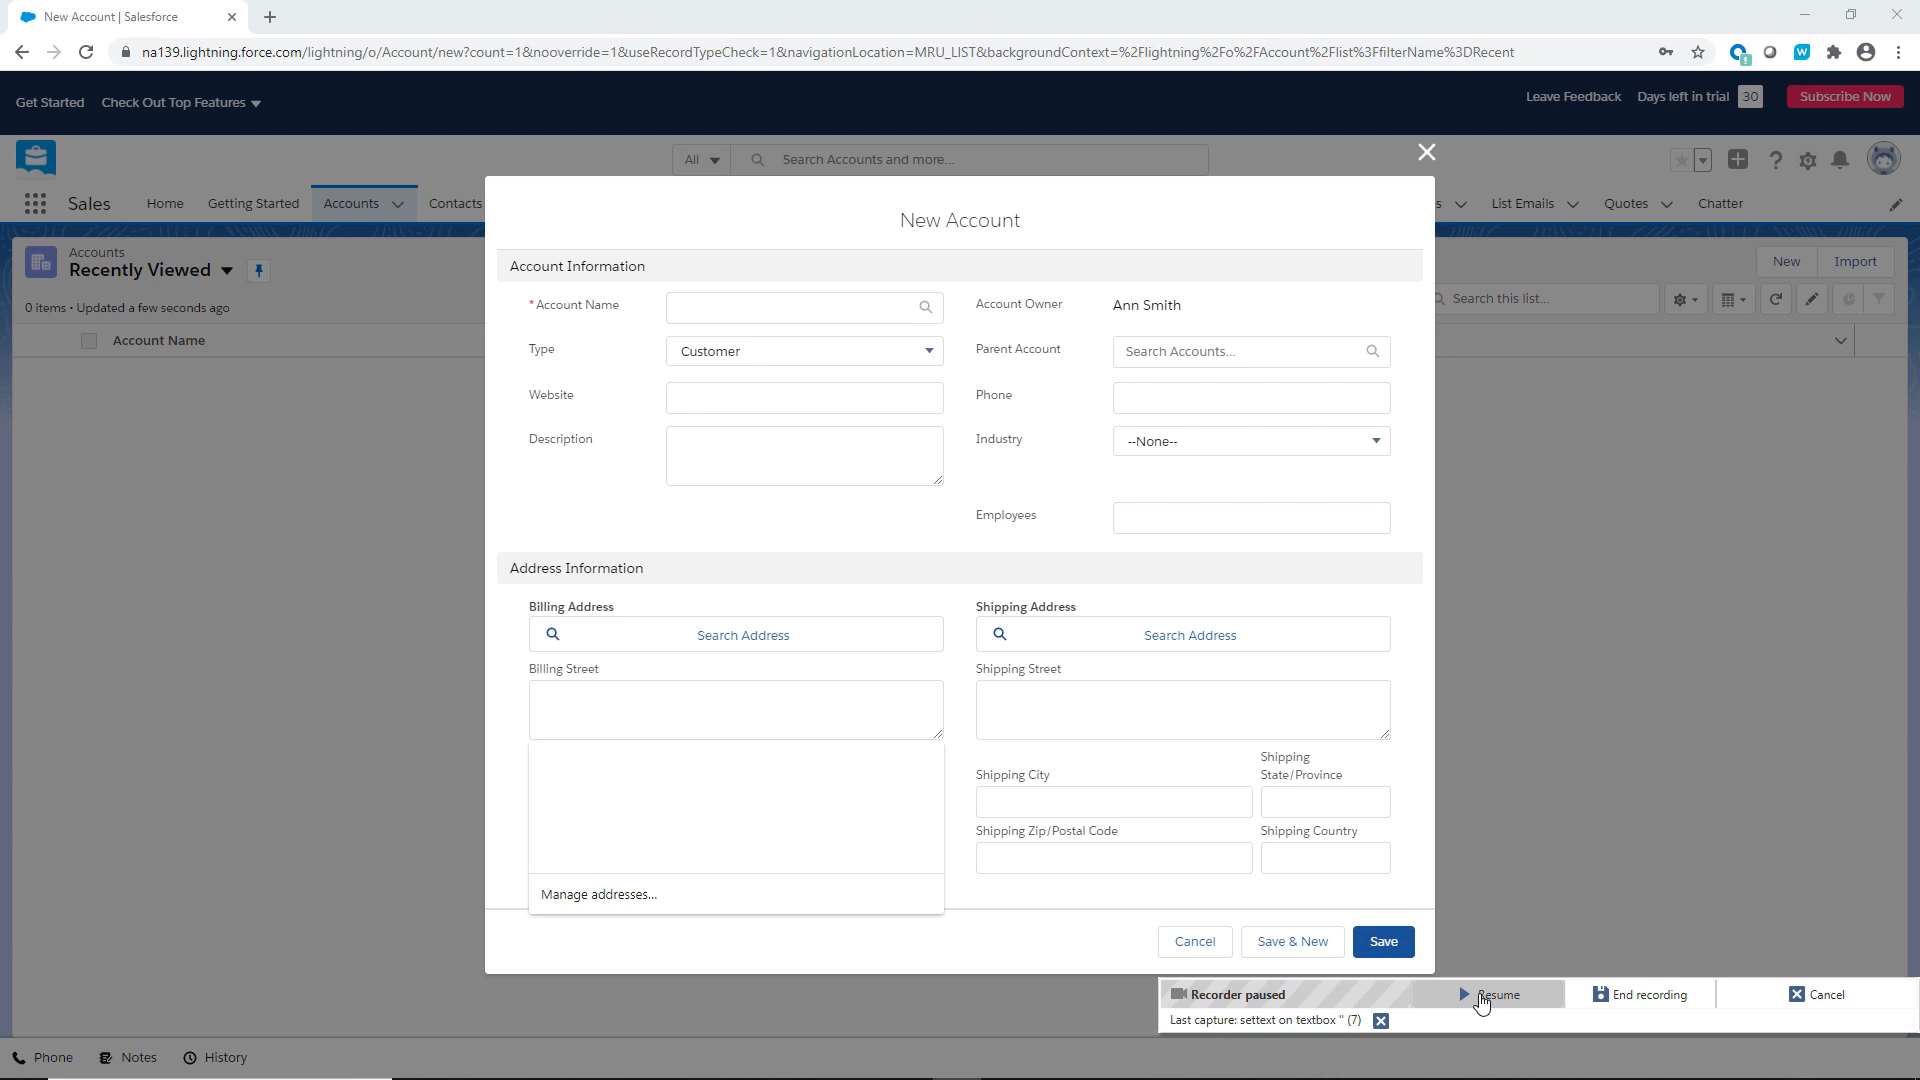 New Account | Salesforce
na139.lightning.force.com/lightning/o/Account/new?count=1&nooverride=1&useRecordTypeCheck=1&navigationLocation=MRU_LIST&backgroundContext=%2Flightning%2Fo%2FAccount%2Flist%3FfilterName%3DRecent
Get Started Check Out Top Features Leave Feedback Days left in trial 30 Subscribe Now
All Search Accounts and more...
Sales Home Getting Started Accounts Contacts s List Emails Quotes Chatter
New Account
Accounts
Recently Viewed
New Import
0 items • Updated a few seconds ago
Search this list...
Account Name
Account Information
*Account Name
Account Owner Ann Smith
Type Customer
Parent Account Search Accounts...
Website
Phone
Description
Industry --None--
Employees
Address Information
Billing Address
Shipping Address
Search Address
Search Address
Billing Street
Shipping Street
Shipping City
Shipping
State/Province
Shipping Zip/Postal Code
Shipping Country
Manage addresses...
Cancel Save & New Save
Recorder paused Resume End recording Cancel
Last capture: settext on textbox '' (7)
Phone Notes History